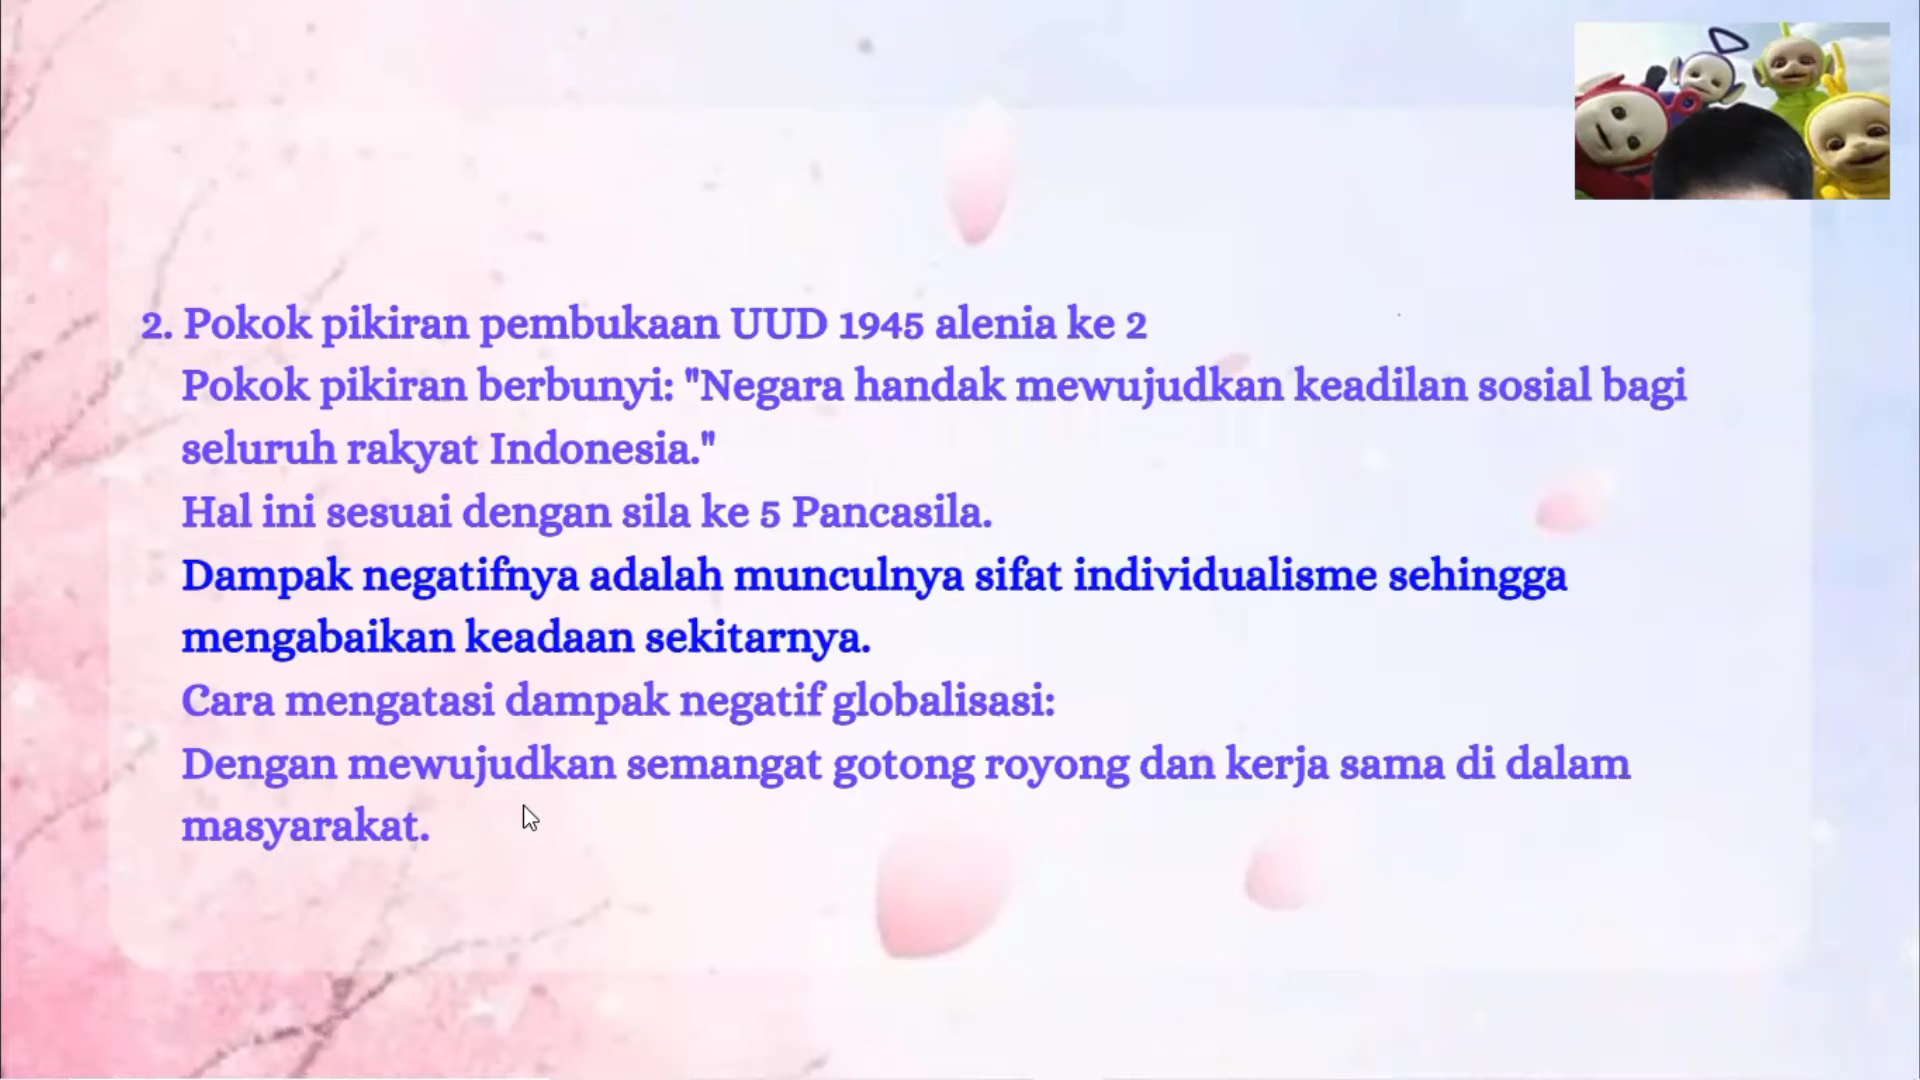 2. Pokok pikiran pembukaan UUD 1945 alenia ke 2
Pokok pikiran berbunyi: "Negara handak mewujudkan keadilan sosial bagi
seluruh rakyat Indonesia."
Hal ini sesuai dengan sila ke 5 Pancasila.
Dampak negatifnya adalah munculnya sifat individualisme sehingga
mengabaikan keadaan sekitarnya.
Cara mengatasi dampak negatif globalisasi:
Dengan mewujudkan semangat gotong royong dan kerja sama di dalam
masyarakat.